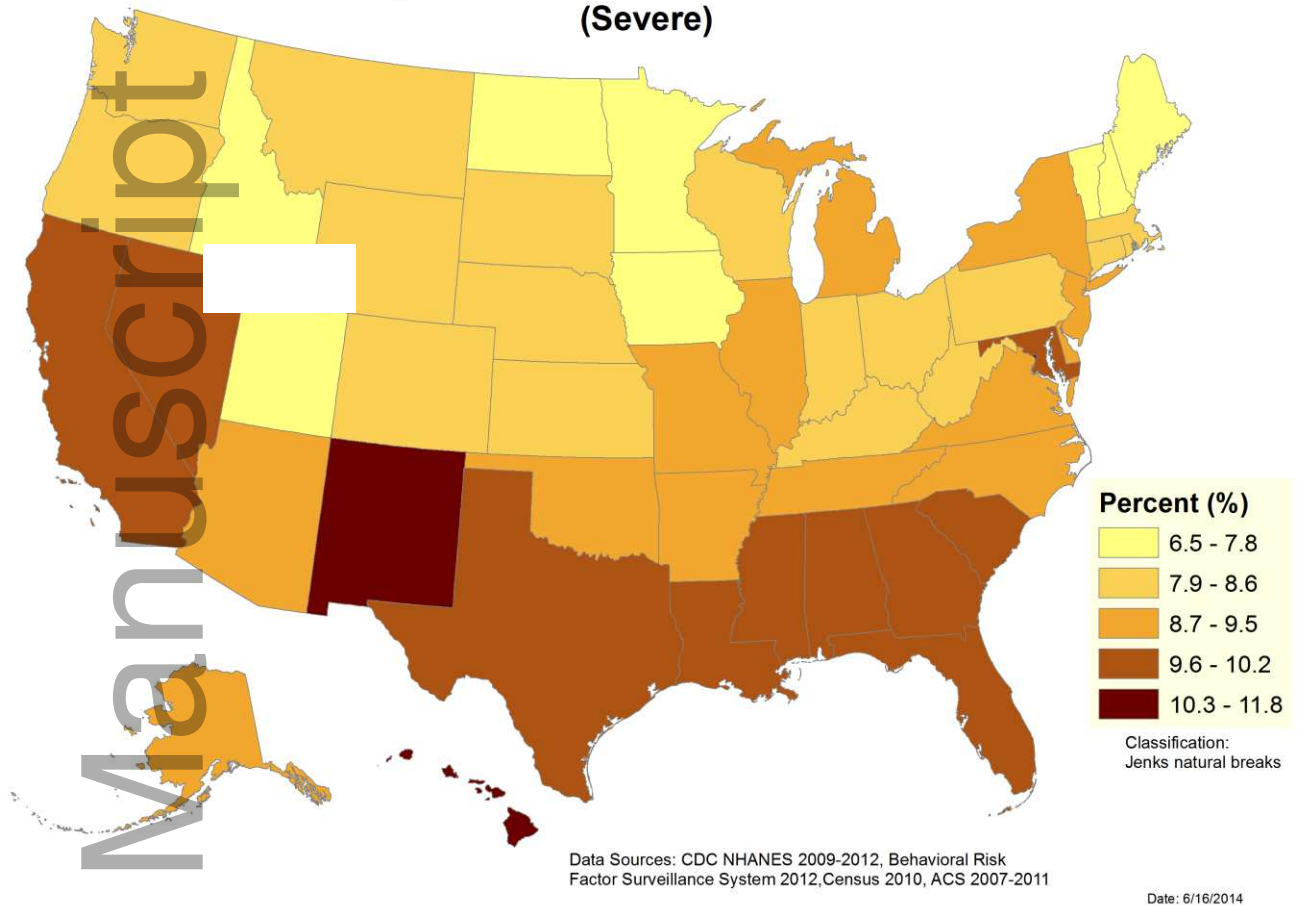 (Severe)
Manuscript
Percent (%)
6.5 - 7.8
7.9 - 8.6
8.7 - 9.5
9.6 - 10.2
10.3 - 11.8
Classification:
Jenks natural breaks
Data Sources: CDC NHANES 2009-2012, Behavioral Risk
Factor Surveillance System 2012,Census 2010, ACS 2007-2011
Date: 6/16/2014